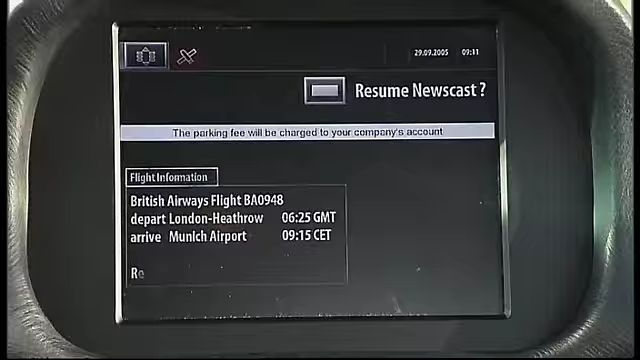 29.09.2005 09:11
Resume Newscast ?
The parking fee will be charged to your company's account
Flight Information
British Airways Flight BA0948
depart London-Heathrow 06:25 GMT
arrive Munich Airport 09:15 CET
Re